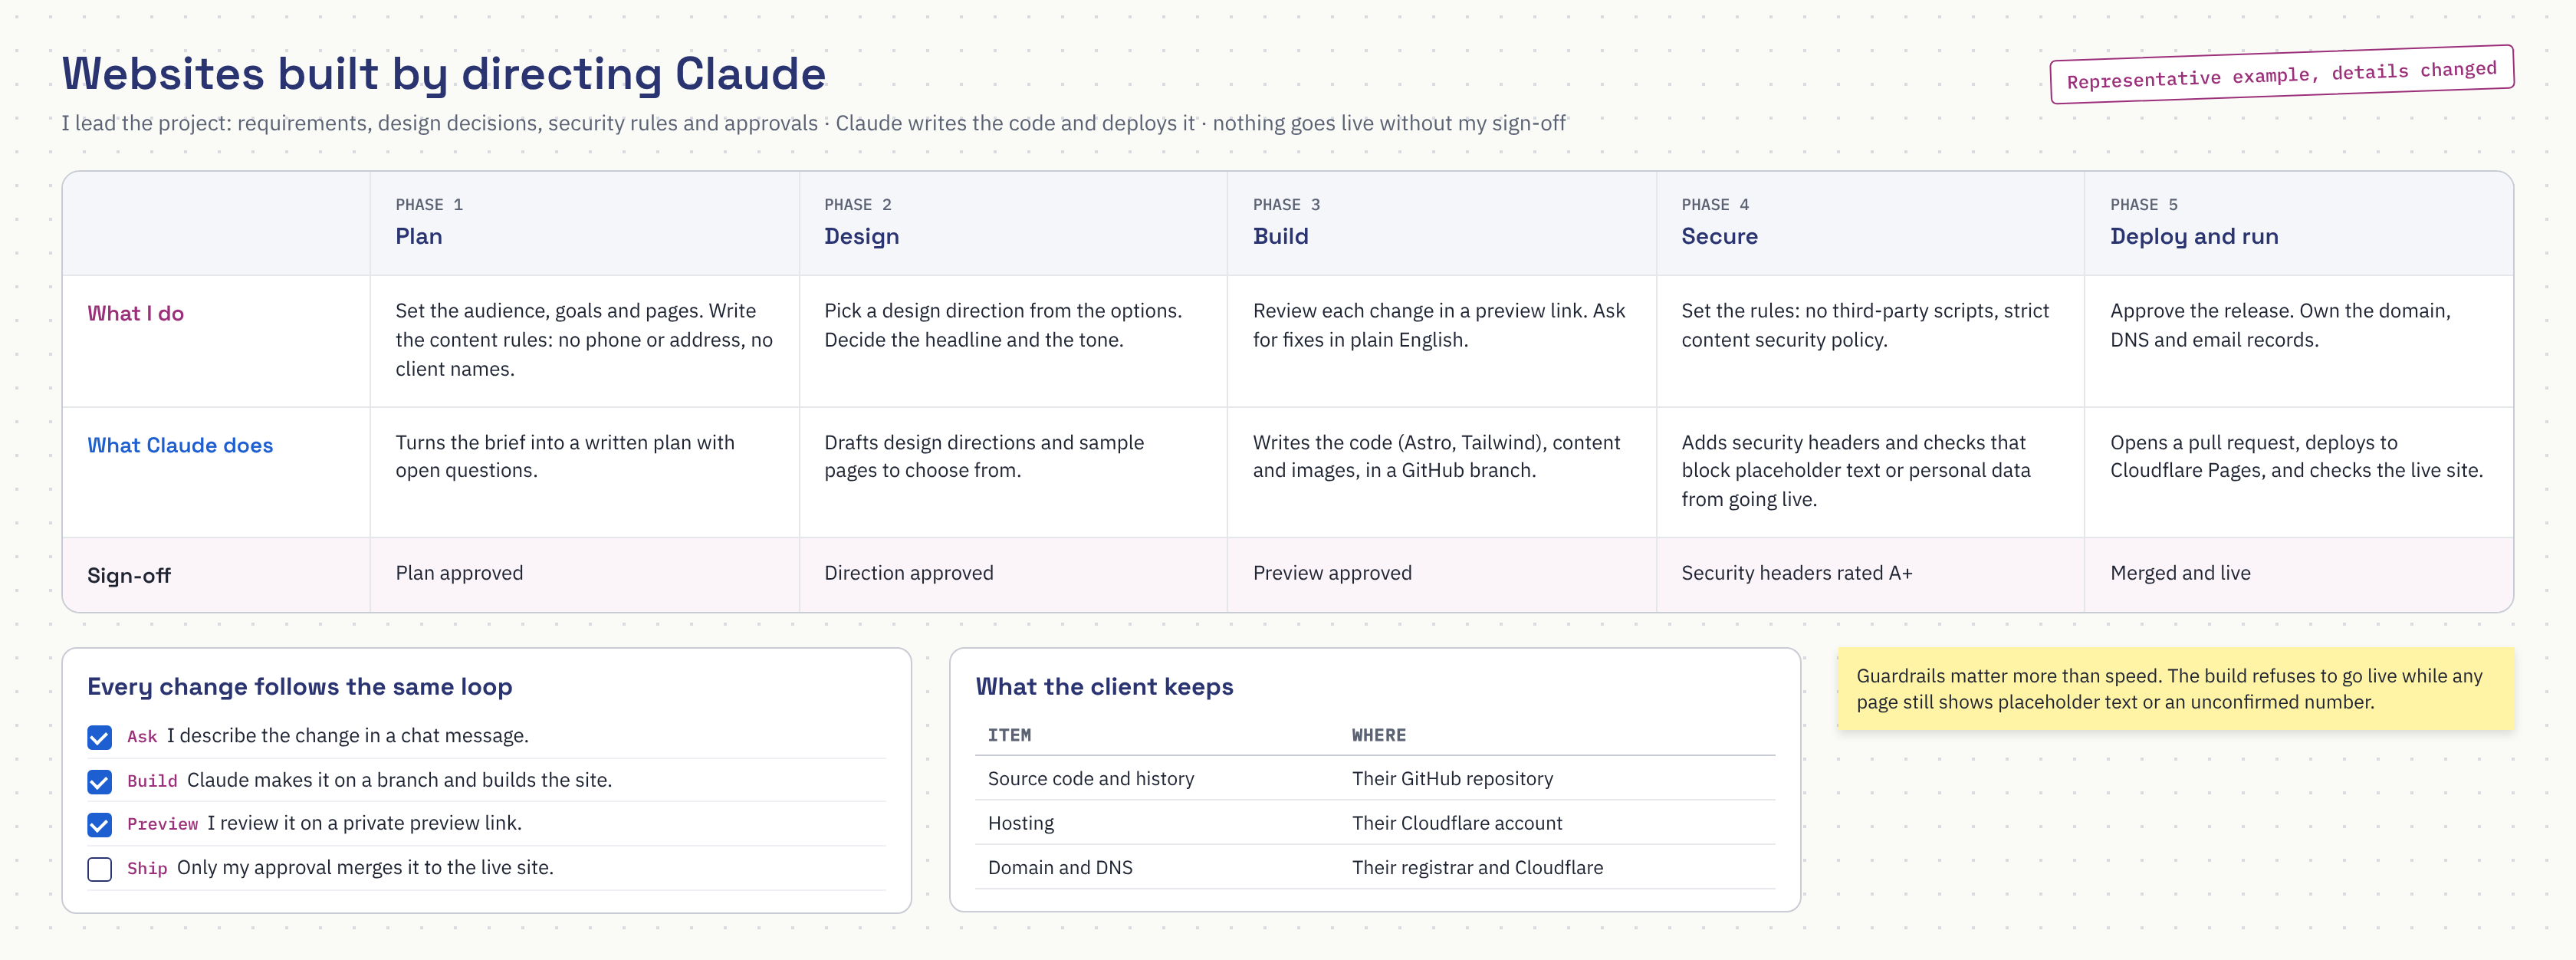 Websites built by directing Claude
Representative example, details changed
I lead the project: requirements, design decisions, security rules and approvals · Claude writes the code and deploys it · nothing goes live without my sign-off
PHASE 1
Plan
PHASE 2
Design
PHASE 3
Build
PHASE 4
Secure
PHASE 5
Deploy and run
What I do
Set the audience, goals and pages. Write
the content rules: no phone or address, no
client names.
Pick a design direction from the options.
Decide the headline and the tone.
Review each change in a preview link. Ask
for fixes in plain English.
Set the rules: no third-party scripts, strict
content security policy.
Approve the release. Own the domain,
DNS and email records.
What Claude does
Turns the brief into a written plan with
open questions.
Drafts design directions and sample
pages to choose from.
Writes the code (Astro, Tailwind), content
and images, in a GitHub branch.
Adds security headers and checks that
block placeholder text or personal data
from going live.
Opens a pull request, deploys to
Cloudflare Pages, and checks the live site.
Sign-off
Plan approved
Direction approved
Preview approved
Security headers rated A+
Merged and live
Every change follows the same loop
Ask I describe the change in a chat message.
Build Claude makes it on a branch and builds the site.
Preview I review it on a private preview link.
Ship Only my approval merges it to the live site.
What the client keeps
ITEM WHERE
Source code and history Their GitHub repository
Hosting Their Cloudflare account
Domain and DNS Their registrar and Cloudflare
Guardrails matter more than speed. The build refuses to go live while any
page still shows placeholder text or an unconfirmed number.